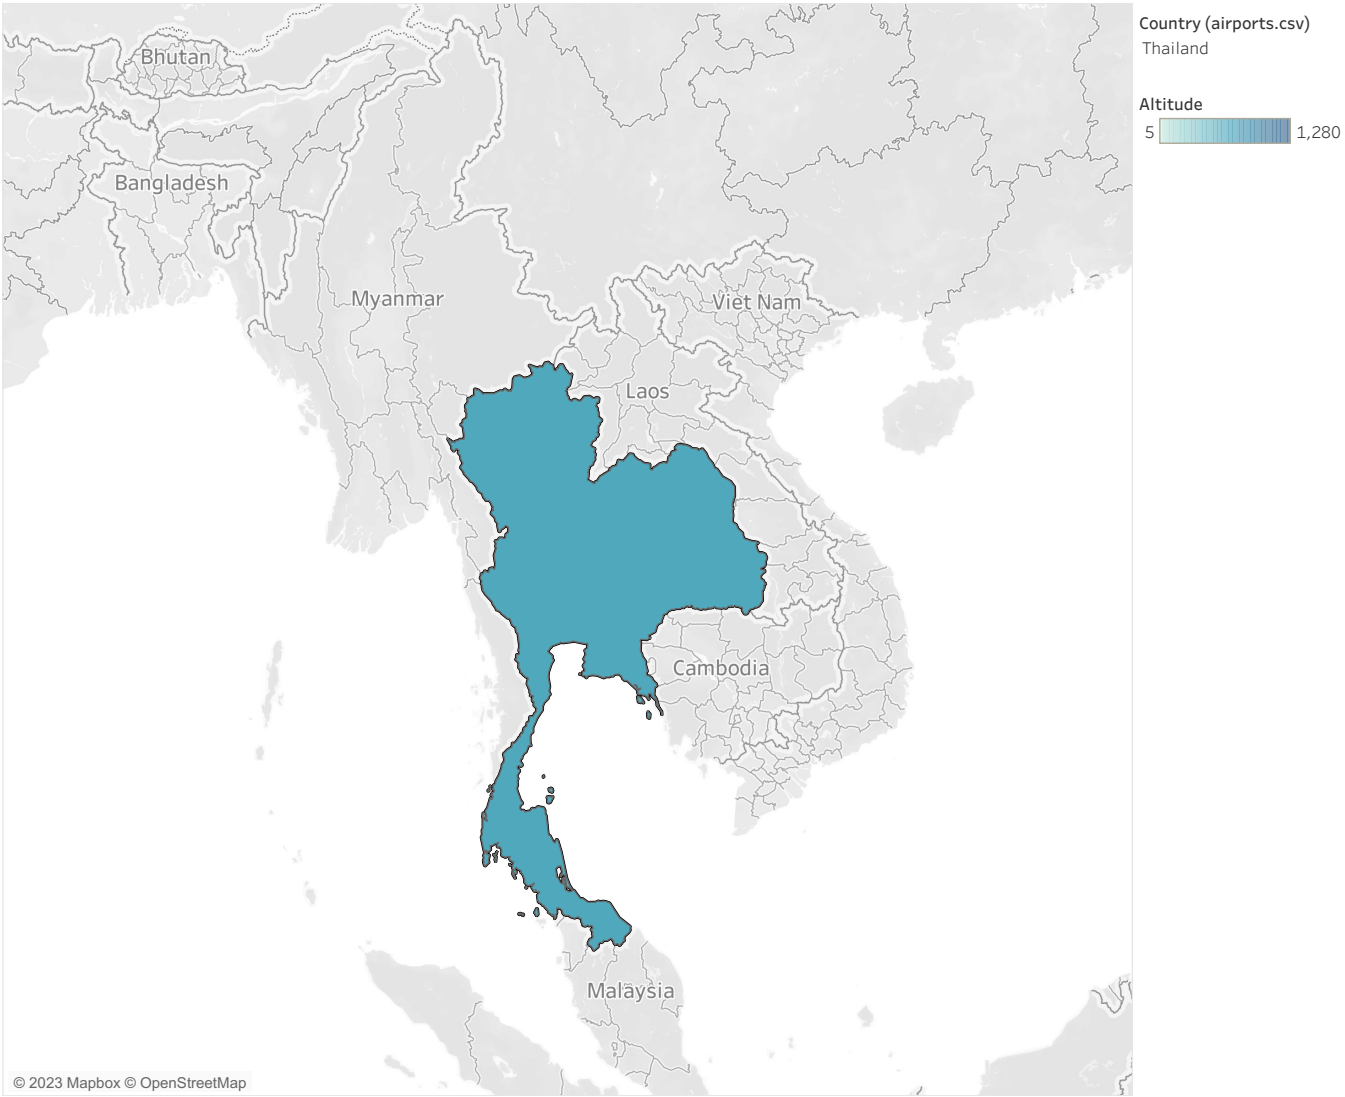 Country (airports.csv)
Thailand
Altitude
5 1,280
Bhutan
Bangladesh
Myanmar
Viet Nam
Laos
Cambodia
Malaysia
© 2023 Mapbox © OpenStreetMap